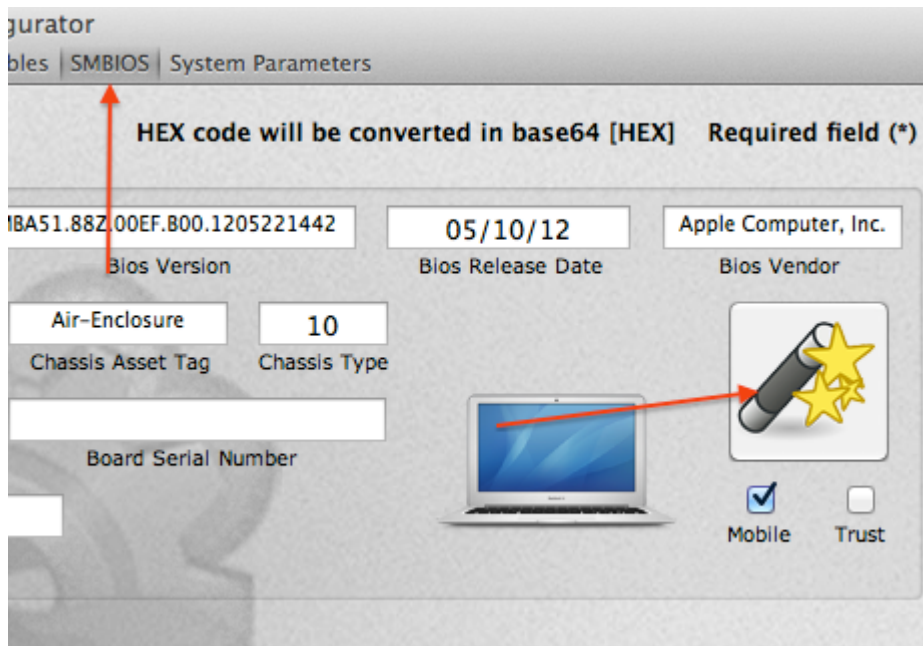 gurator
bles SMBIOS System Parameters
HEX code will be converted in base64 [HEX] Required field (*)
MBA51.88Z.00EF.B00.1205221442 05/10/12 Apple Computer, Inc.
Bios Version Bios Release Date Bios Vendor
Air-Enclosure 10
Chassis Asset Tag Chassis Type
Board Serial Number
Mobile Trust